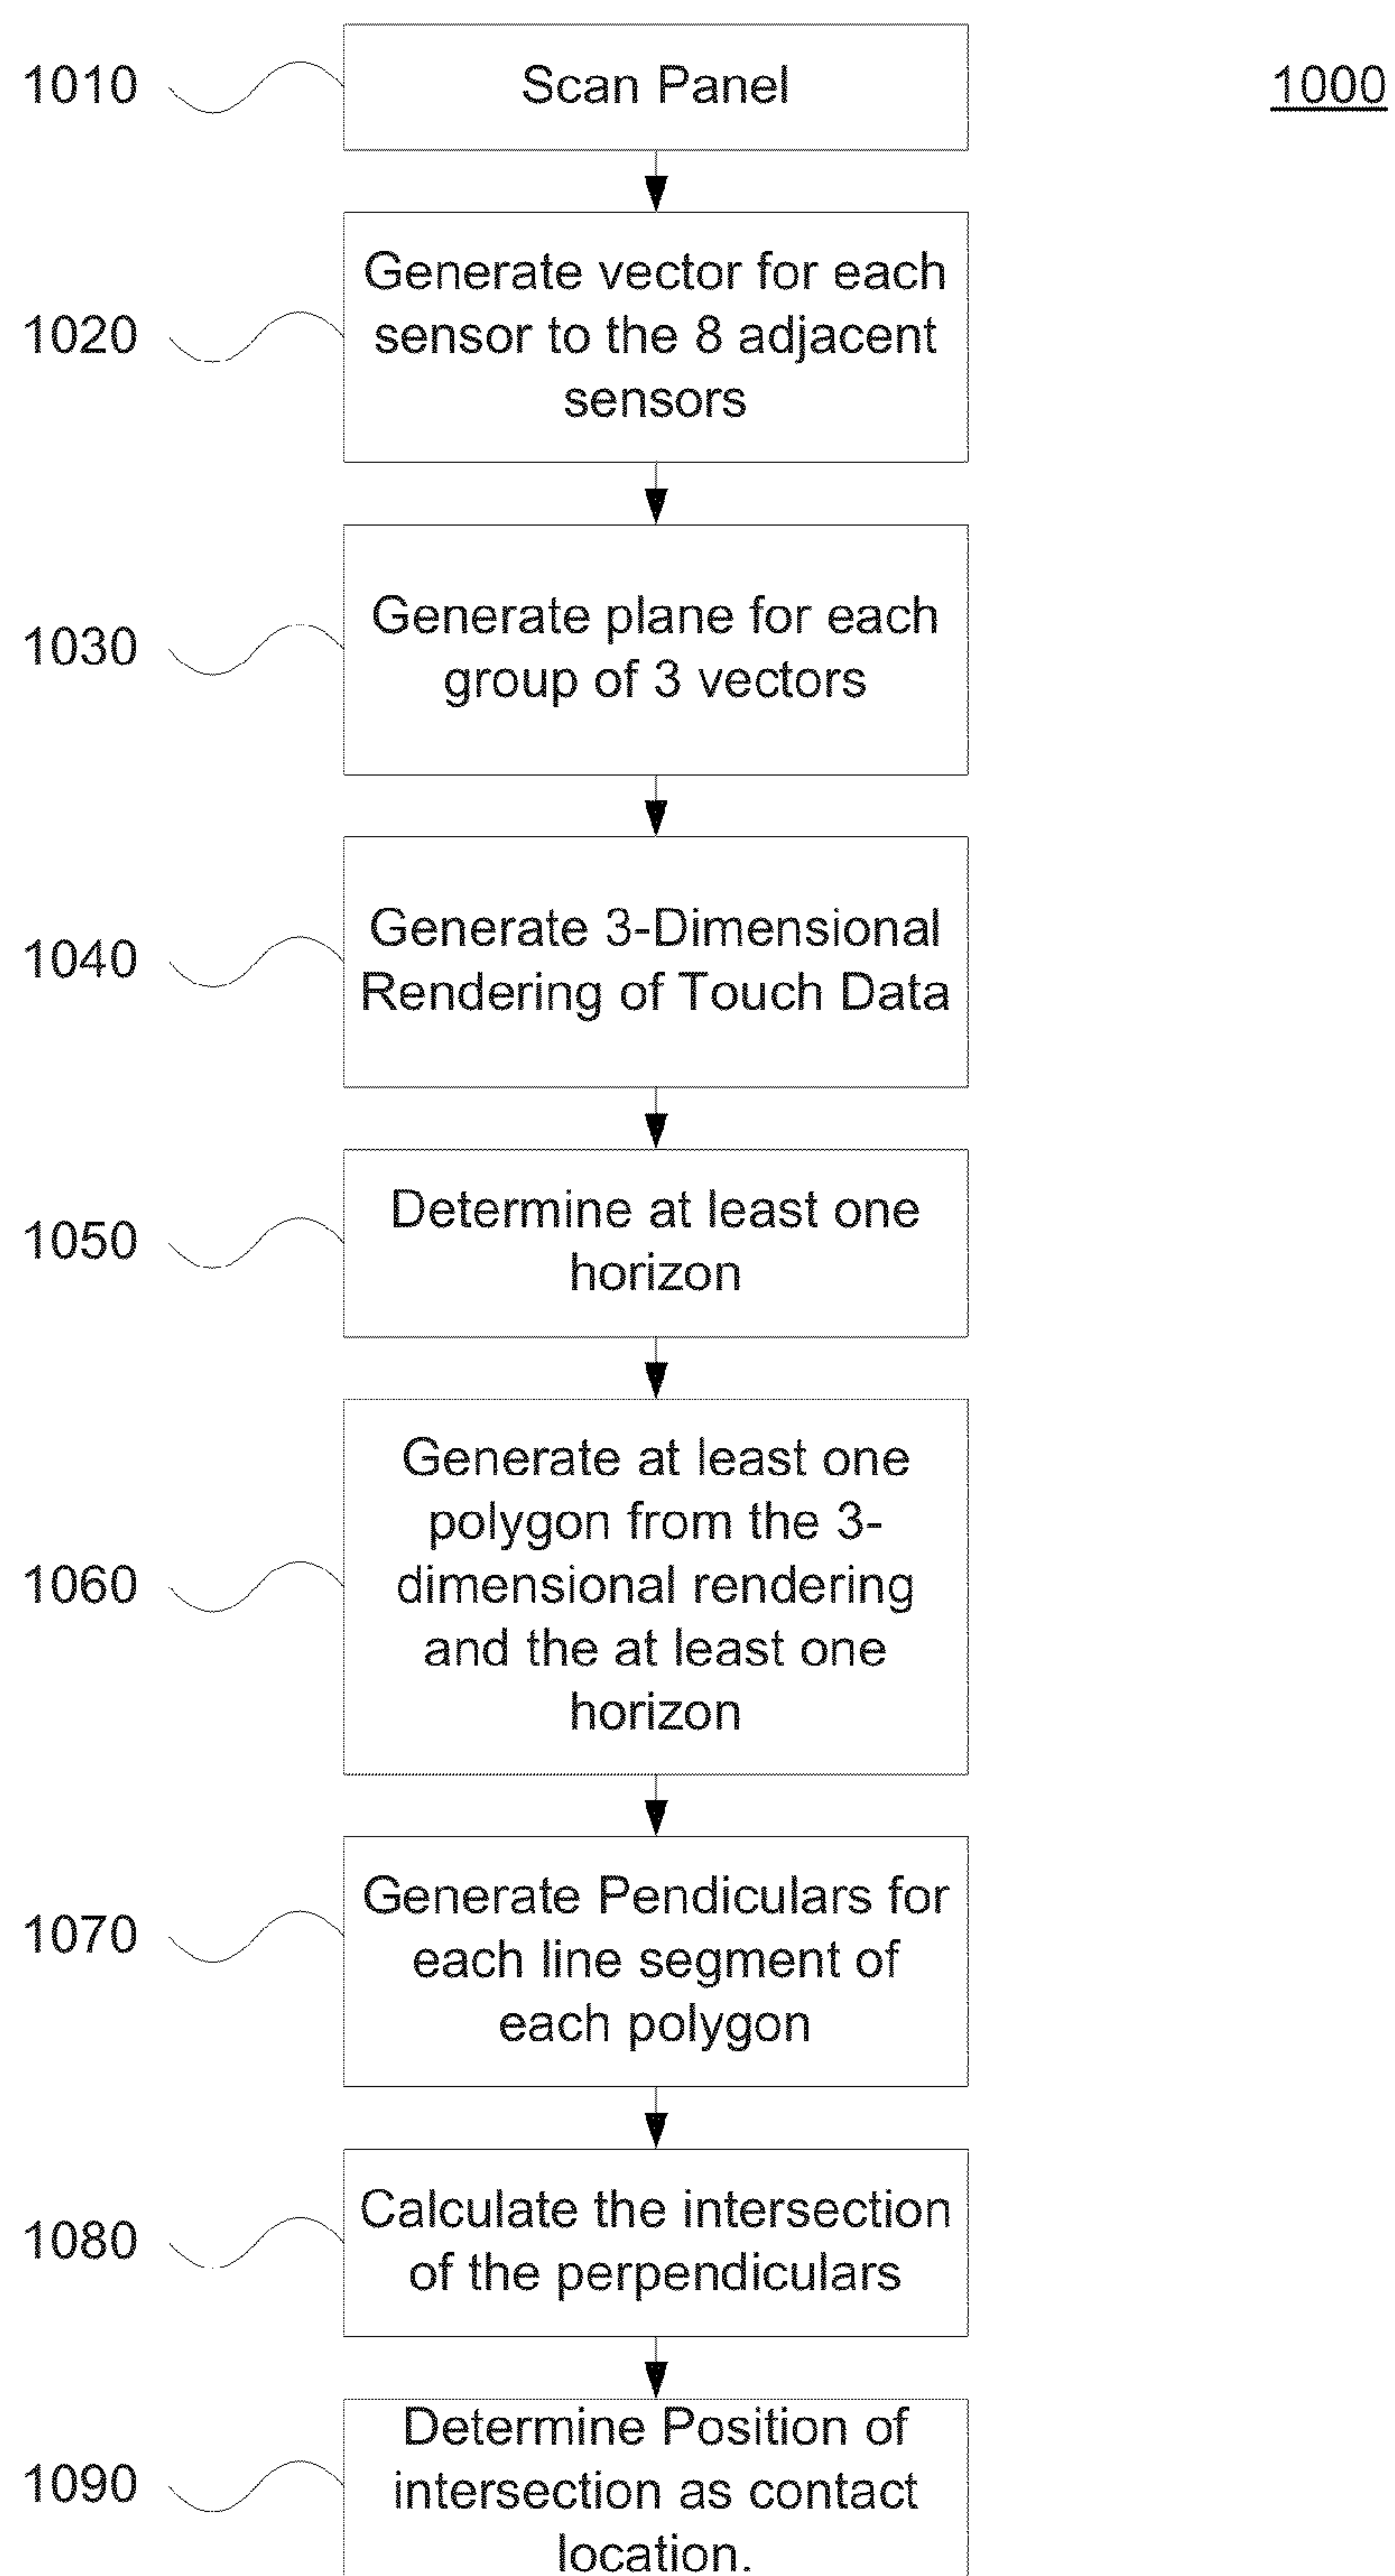 1010
Scan Panel
1000
1020
Generate vector for each
sensor to the 8 adjacent
sensors
1030
Generate plane for each
group of 3 vectors
1040
Generate 3-Dimensional
Rendering of Touch Data
1050
Determine at least one
horizon
1060
Generate at least one
polygon from the 3-
dimensional rendering
and the at least one
horizon
1070
Generate Pendiculars for
each line segment of
each polygon
1080
Calculate the intersection
of the perpendiculars
1090
Determine Position of
intersection as contact
location.